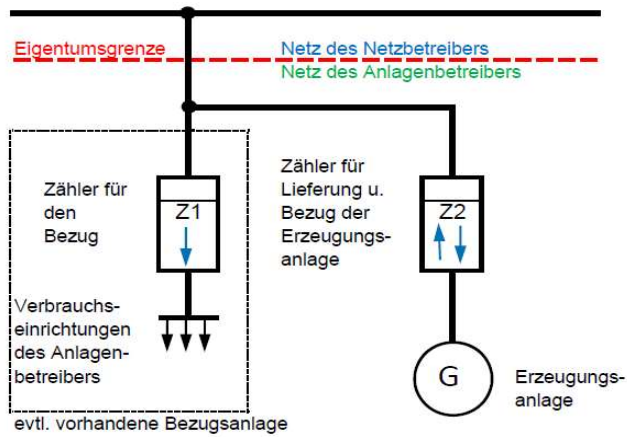 Eigentumsgrenze
Netz des Netzbetreibers
Netz des Anlagenbetreibers
Zähler für
den
Bezug
Z1
Zähler für
Lieferung u.
Bezug der
Erzeugungs-
anlage
Z2
Verbrauchs-
einrichtungen
des Anlagen-
betreibers
G
Erzeugungs-
anlage
evtl. vorhandene Bezugsanlage